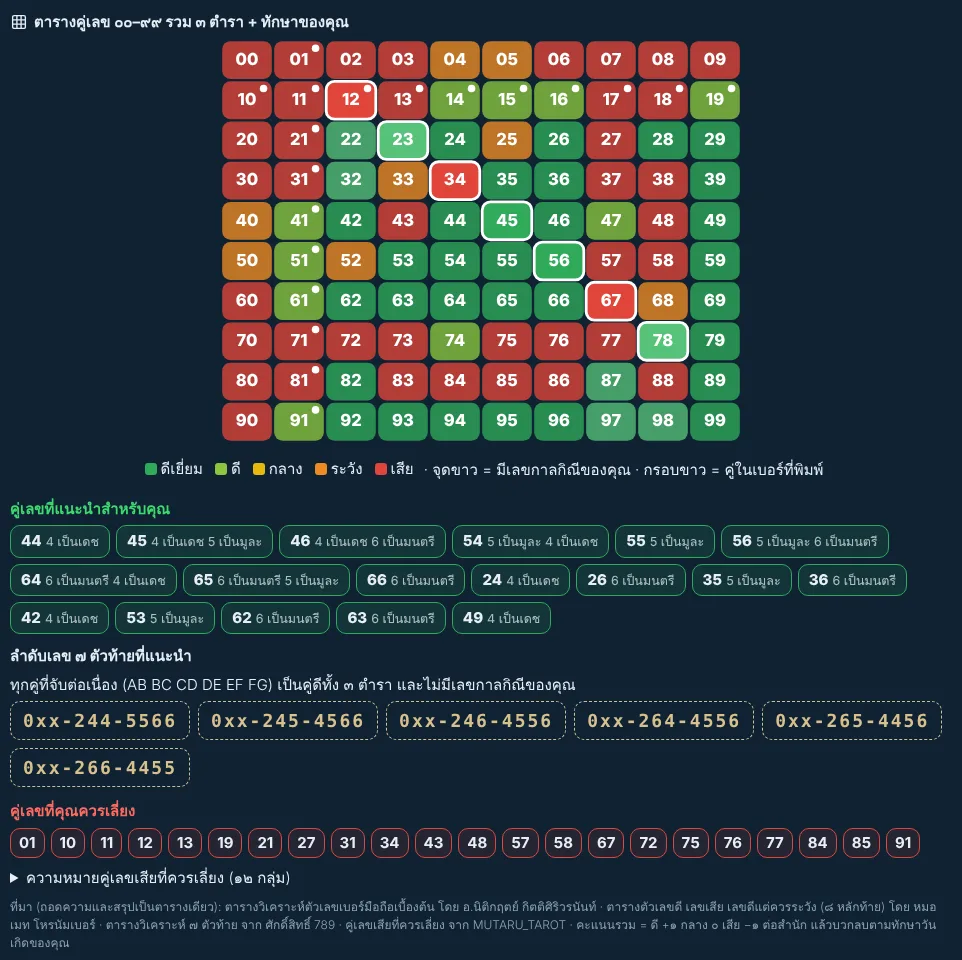 ตารางคู่เลข ๐๐–๙๙ รวม ๓ ตำรา + ทักษาของคุณ
00 01 02 03 04 05 06 07 08 09
10 11 12 13 14 15 16 17 18 19
20 21 22 23 24 25 26 27 28 29
30 31 32 33 34 35 36 37 38 39
40 41 42 43 44 45 46 47 48 49
50 51 52 53 54 55 56 57 58 59
60 61 62 63 64 65 66 67 68 69
70 71 72 73 74 75 76 77 78 79
80 81 82 83 84 85 86 87 88 89
90 91 92 93 94 95 96 97 98 99
ดีเยี่ยม ดี กลาง ระวัง เสีย · จุดขาว = มีเลขกาลกิณีของคุณ · กรอบขาว = คู่ในเบอร์ที่พิมพ์
คู่เลขที่แนะนำสำหรับคุณ
44 4 เป็นเดช 45 4 เป็นเดช 5 เป็นมูละ 46 4 เป็นเดช 6 เป็นมนตรี 54 5 เป็นมูละ 4 เป็นเดช 55 5 เป็นมูละ 56 5 เป็นมูละ 6 เป็นมนตรี
64 6 เป็นมนตรี 4 เป็นเดช 65 6 เป็นมนตรี 5 เป็นมูละ 66 6 เป็นมนตรี 24 4 เป็นเดช 26 6 เป็นมนตรี 35 5 เป็นมูละ 36 6 เป็นมนตรี
42 4 เป็นเดช 53 5 เป็นมูละ 62 6 เป็นมนตรี 63 6 เป็นมนตรี 49 4 เป็นเดช
ลำดับเลข ๗ ตัวท้ายที่แนะนำ
ทุกคู่ที่จับต่อเนื่อง (AB BC CD DE EF FG) เป็นคู่ดีทั้ง ๓ ตำรา และไม่มีเลขกาลกิณีของคุณ
0xx-244-5566 0xx-245-4566 0xx-246-4556 0xx-264-4556 0xx-265-4456
0xx-266-4455
คู่เลขที่คุณควรเลี่ยง
01 10 11 12 13 19 21 27 31 34 43 48 57 58 67 72 75 76 77 84 85 91
▶ ความหมายคู่เลขเสียที่ควรเลี่ยง (๑๒ กลุ่ม)
ที่มา (ถอดความและสรุปเป็นตารางเดียว): ตารางวิเคราะห์ตัวเลขเบอร์มือถือเบื้องต้น โดย อ.นิติกฤตย์ กิตติศิริวรนันท์ · ตารางตัวเลขดี เลขเสีย เลขดีแต่ควรระวัง (๘ หลักท้าย) โดย หมอ
เมท โหรนัมเบอร์ · ตารางวิเคราะห์ ๗ ตัวท้าย จาก ศักดิ์สิทธิ์ 789 · คู่เลขเสียที่ควรเลี่ยง จาก MUTARU_TAROT · คะแนนรวม = ดี +๑ กลาง ๐ เสีย −๑ ต่อสำนัก แล้วบวกลบตามทักษาวัน
เกิดของคุณ